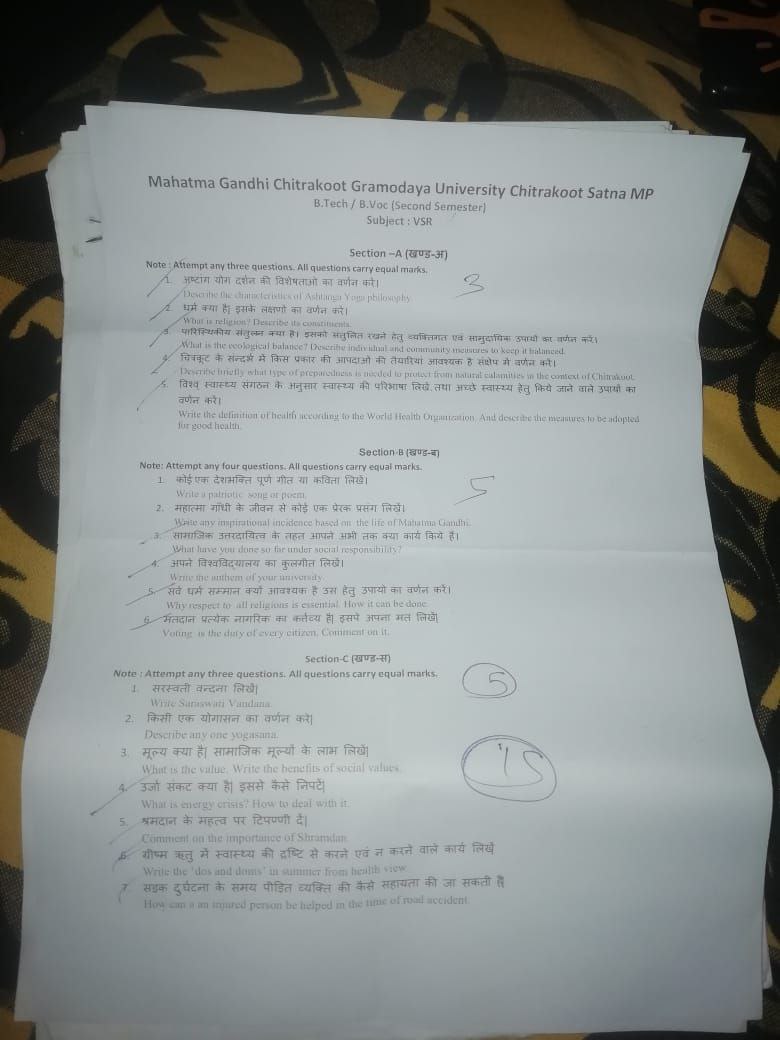 Mahatma Gandhi Chitrakoot Gramodaya University Chitrakoot Satna MP
B.Tech / B.Voc (Second Semester)
Subject : VSR
Section –A (खण्ड-अ)
Note : Attempt any three questions. All questions carry equal marks.
3
1. अष्टांग योग दर्शन की विशेषताओं का वर्णन करें।
Describe the characteristics of Ashtanga Yoga philosophy.
2. धर्म क्या है| इसके लक्षणों का वर्णन करें।
What is religion? Describe its constituents.
3. पारिस्थिकीय संतुलन क्या है। इसको संतुलित रखने हेतु व्यक्तिगत एवं सामुदायिक उपायों का वर्णन करें।
What is the ecological balance? Describe individual and community measures to keep it balanced.
4. चित्रकूट के सन्दर्भ में किस प्रकार की आपदाओं की तैयारियां आवश्यक है संक्षेप में वर्णन करें।
Describe briefly what type of preparedness is needed to protect from natural calamities in the context of Chitrakoot.
5. विश्व स्वास्थ्य संगठन के अनुसार स्वास्थ्य की परिभाषा लिखें,तथा अच्छे स्वास्थ्य हेतु किये जाने वाले उपायों का
वर्णन करें।
Write the definition of health according to the World Health Organization. And describe the measures to be adopted
for good health.
Section-B (खण्ड-ब)
Note: Attempt any four questions. All questions carry equal marks.
5
1. कोई एक देशभक्ति पूर्ण गीत या कविता लिखें।
Write a patriotic song or poem.
2. महात्मा गाँधी के जीवन से कोई एक प्रेरक प्रसंग लिखें।
Write any inspirational incidence based on the life of Mahatma Gandhi.
3. सामाजिक उत्तरदायित्व के तहत आपने अभी तक क्या कार्य किये हैं।
What have you done so far under social responsibility?
4. अपने विश्वविद्यालय का कुलगीत लिखें।
Write the anthem of your university
5. सर्व धर्म सम्मान क्यों आवश्यक है उस हेतु उपायों का वर्णन करें।
Why respect to all religions is essential. How it can be done.
6. मतदान प्रत्येक नागरिक का कर्तव्य है| इसपे अपना मत लिखें|
Voting is the duty of every citizen. Comment on it.
Section-C (खण्ड-स)
Note : Attempt any three questions. All questions carry equal marks.
5
1. सरस्वती वन्दना लिखें|
Write Saraswati Vandana.
2. किसी एक योगासन का वर्णन करे|
Describe any one yogasana.
3. मूल्य क्या है| सामाजिक मूल्यों के लाभ लिखें|
What is the value. Write the benefits of social values.
15
4. उर्जा संकट क्या है| इससे कैसे निपटें|
What is energy crisis? How to deal with it.
5. श्रमदान के महत्व पर टिपण्णी दें|
Comment on the importance of Shramdan.
6. ग्रीष्म ऋतु में स्वास्थ्य की द्रष्टि से करने एवं न करने वाले कार्य लिखें
Write the 'dos and donts' in summer from health view.
7. सड़क दुर्घटना के समय पीड़ित व्यक्ति की कैसे सहायता की जा सकती है|
How can a an injured person be helped in the time of road accident.